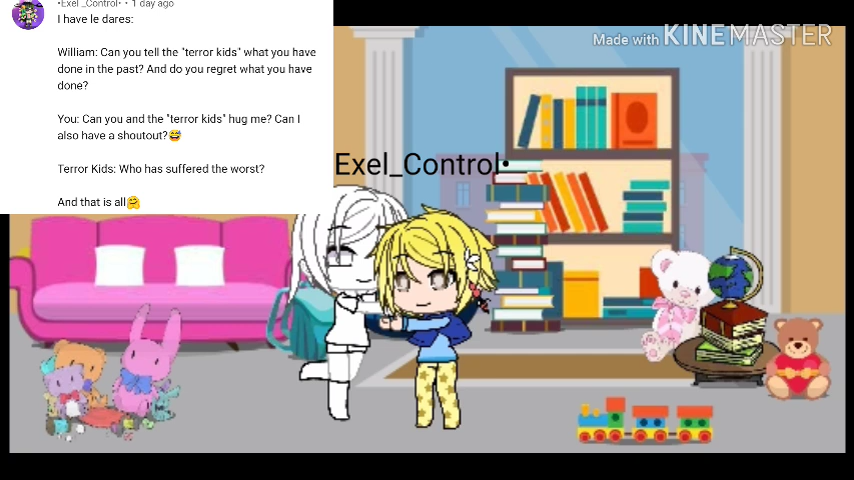 •Exel _Control• • 1 day ago
I have le dares:
William: Can you tell the "terror kids" what you have
done in the past? And do you regret what you have
done?
You: Can you and the "terror kids" hug me? Can I
also have a shoutout?😅
Terror Kids: Who has suffered the worst?
And that is all🤗
Made with KINEMASTER
Exel_Control•